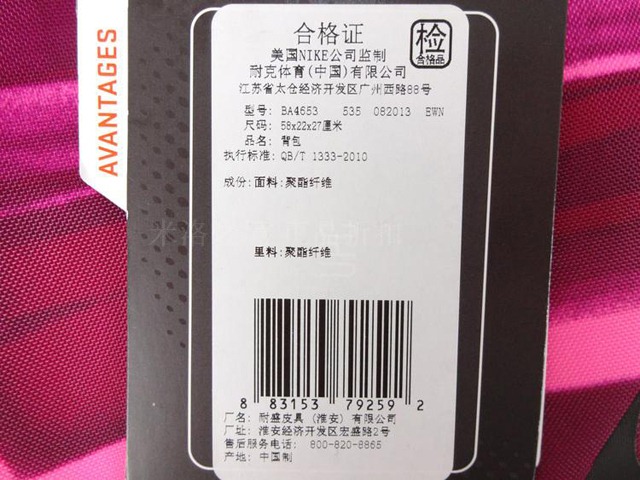 AVANTAGES
合格证
检
合格品
美国NIKE公司监制
耐克体育(中国)有限公司
江苏省太仓经济开发区广州西路88号
型号: BA4653 535 082013 EWN
尺码: 58x22x27厘米
品名: 背包
执行标准: QB/T 1333-2010
成份: 面料: 聚酯纤维
里料: 聚酯纤维
8 83153 79259 2
厂名: 耐盛皮具 (淮安) 有限公司
厂址: 淮安经济开发区宏盛路2号
售后服务电话: 800-820-8865
产地: 中国制